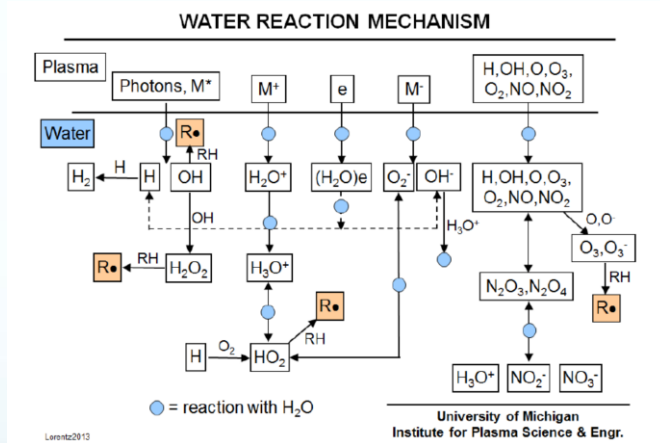 WATER REACTION MECHANISM
Plasma
Photons, M*
M⁺
e
M⁻
H,OH,O,O₃,
O₂,NO,NO₂
Water
R•
RH
H₂
H
H
OH
H₂O⁺
(H₂O)e
O₂⁻
OH⁻
H,OH,O,O₃,
O₂,NO,NO₂
OH
H₃O⁺
O,O⁻
O₃,O₃⁻
R•
RH
H₂O₂
H₃O⁺
N₂O₃,N₂O₄
RH
R•
R•
RH
H
O₂
HO₂
H₃O⁺
NO₂⁻
NO₃⁻
= reaction with H₂O
University of Michigan
Institute for Plasma Science & Engr.
Lorentz2013